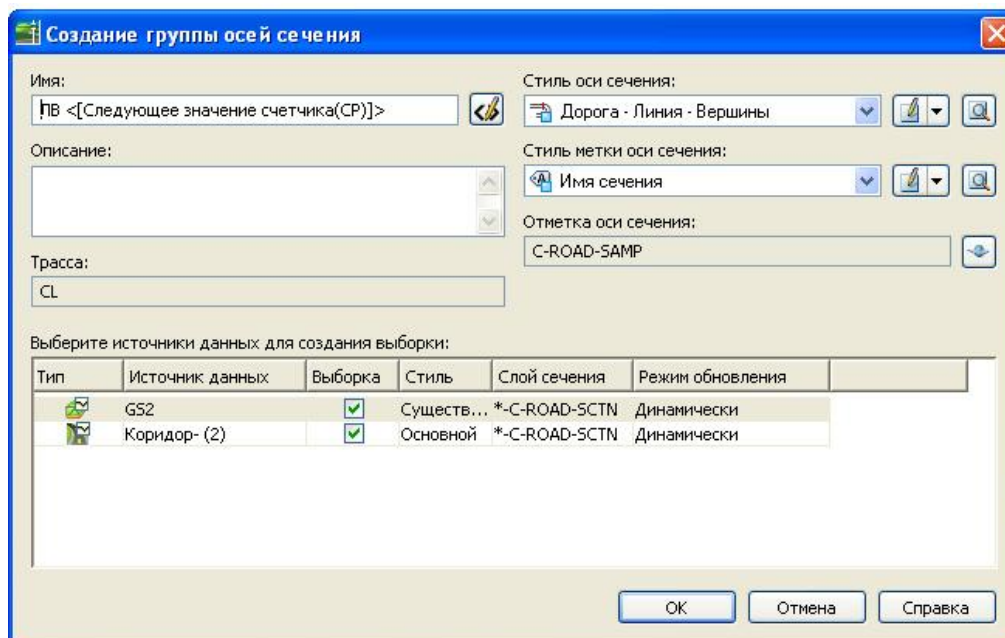 Создание группы осей сечения
Имя:
ПВ <[Следующее значение счетчика(CP)]>
Описание:
Трасса:
CL
Стиль оси сечения:
Дорога - Линия - Вершины
Стиль метки оси сечения:
Имя сечения
Отметка оси сечения:
C-ROAD-SAMP
Выберите источники данных для создания выборки:
Тип Источник данных Выборка Стиль Слой сечения Режим обновления
GS2 Существ... *-C-ROAD-SCTN Динамически
Коридор- (2) Основной *-C-ROAD-SCTN Динамически
OK Отмена Справка